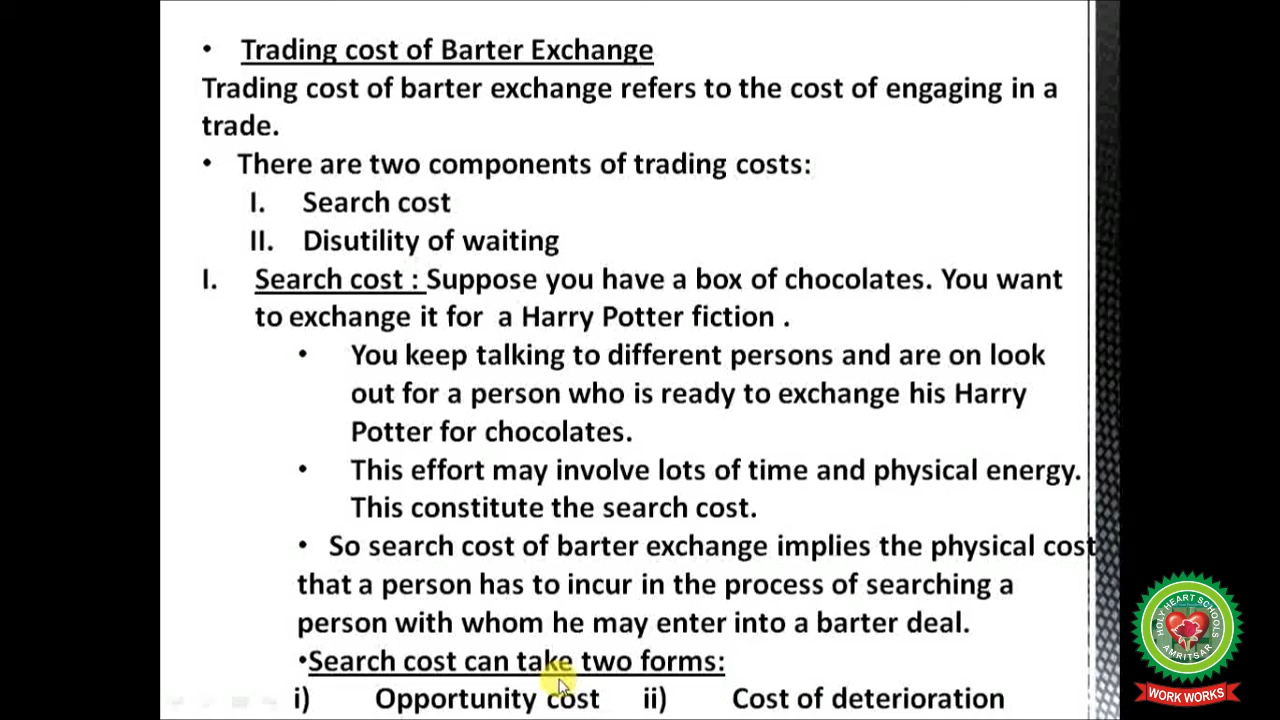 • Trading cost of Barter Exchange
Trading cost of barter exchange refers to the cost of engaging in a
trade.
• There are two components of trading costs:
I. Search cost
II. Disutility of waiting
I. Search cost : Suppose you have a box of chocolates. You want
to exchange it for a Harry Potter fiction .
• You keep talking to different persons and are on look
out for a person who is ready to exchange his Harry
Potter for chocolates.
• This effort may involve lots of time and physical energy.
This constitute the search cost.
• So search cost of barter exchange implies the physical cost
that a person has to incur in the process of searching a
person with whom he may enter into a barter deal.
•Search cost can take two forms:
i) Opportunity cost ii) Cost of deterioration
HOLY HEART SCHOOLS
AMRITSAR
WORK WORKS